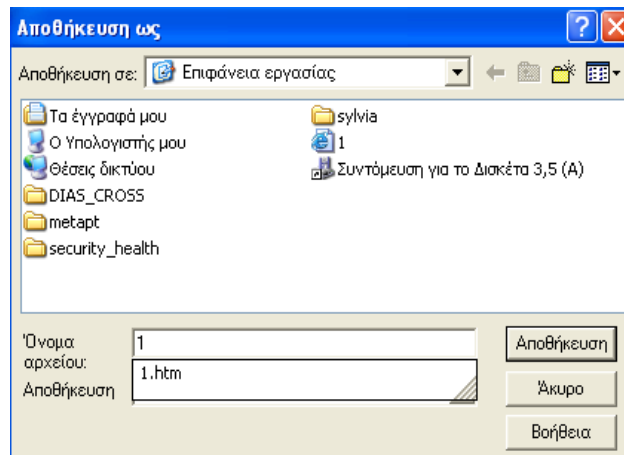 Αποθήκευση ως
Αποθήκευση σε: Επιφάνεια εργασίας
Τα έγγραφά μου
Ο Υπολογιστής μου
Θέσεις δικτύου
DIAS_CROSS
metapt
security_health
sylvia
1
Συντόμευση για το Δισκέτα 3,5 (A)
Όνομα αρχείου: 1
Αποθήκευση
1.htm
Αποθήκευση
Άκυρο
Βοήθεια